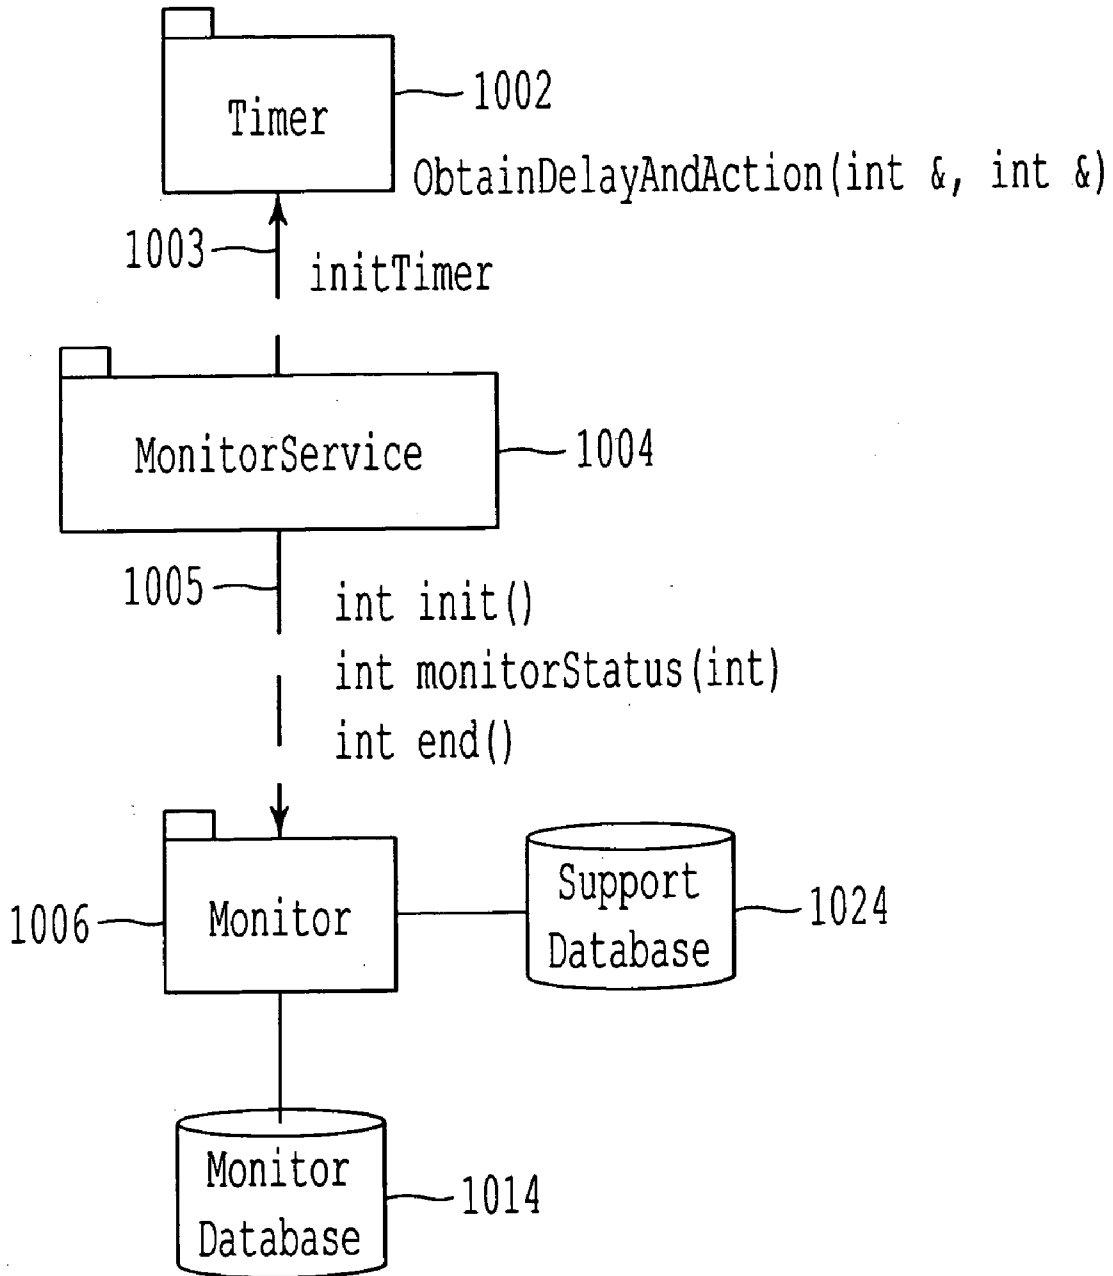 Timer
1002
ObtainDelayAndAction(int &, int &)
1003
initTimer
MonitorService
1004
1005
int init()
int monitorStatus(int)
int end()
1006
Monitor
Support
Database
1024
Monitor
Database
1014